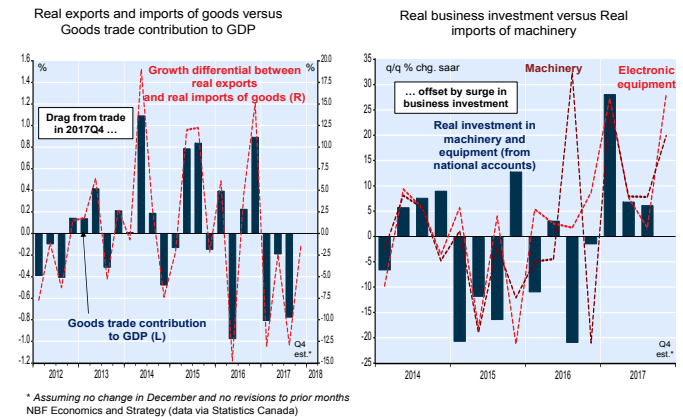 Real exports and imports of goods versus
Goods trade contribution to GDP
%
%
Growth differential between
real exports
and real imports of goods (R)
Drag from trade
in 2017Q4 ...
Goods trade contribution
to GDP (L)
Q4
est.*
1.6
1.4
1.2
1.0
0.8
0.6
0.4
0.2
0.0
-0.2
-0.4
-0.6
-0.8
-1.0
-1.2
20.0
17.5
15.0
12.5
10.0
7.5
5.0
2.5
0.0
-2.5
-5.0
-7.5
-10.0
-12.5
-15.0
2012 2013 2014 2015 2016 2017 2018
Real business investment versus Real
imports of machinery
q/q % chg. saar
Machinery
Electronic
equipment
... offset by surge in
business investment
Real investment in
machinery and
equipment (from
national accounts)
Q4
est.*
35
30
25
20
15
10
5
0
-5
-10
-15
-20
-25
2014 2015 2016 2017
* Assuming no change in December and no revisions to prior months
NBF Economics and Strategy (data via Statistics Canada)